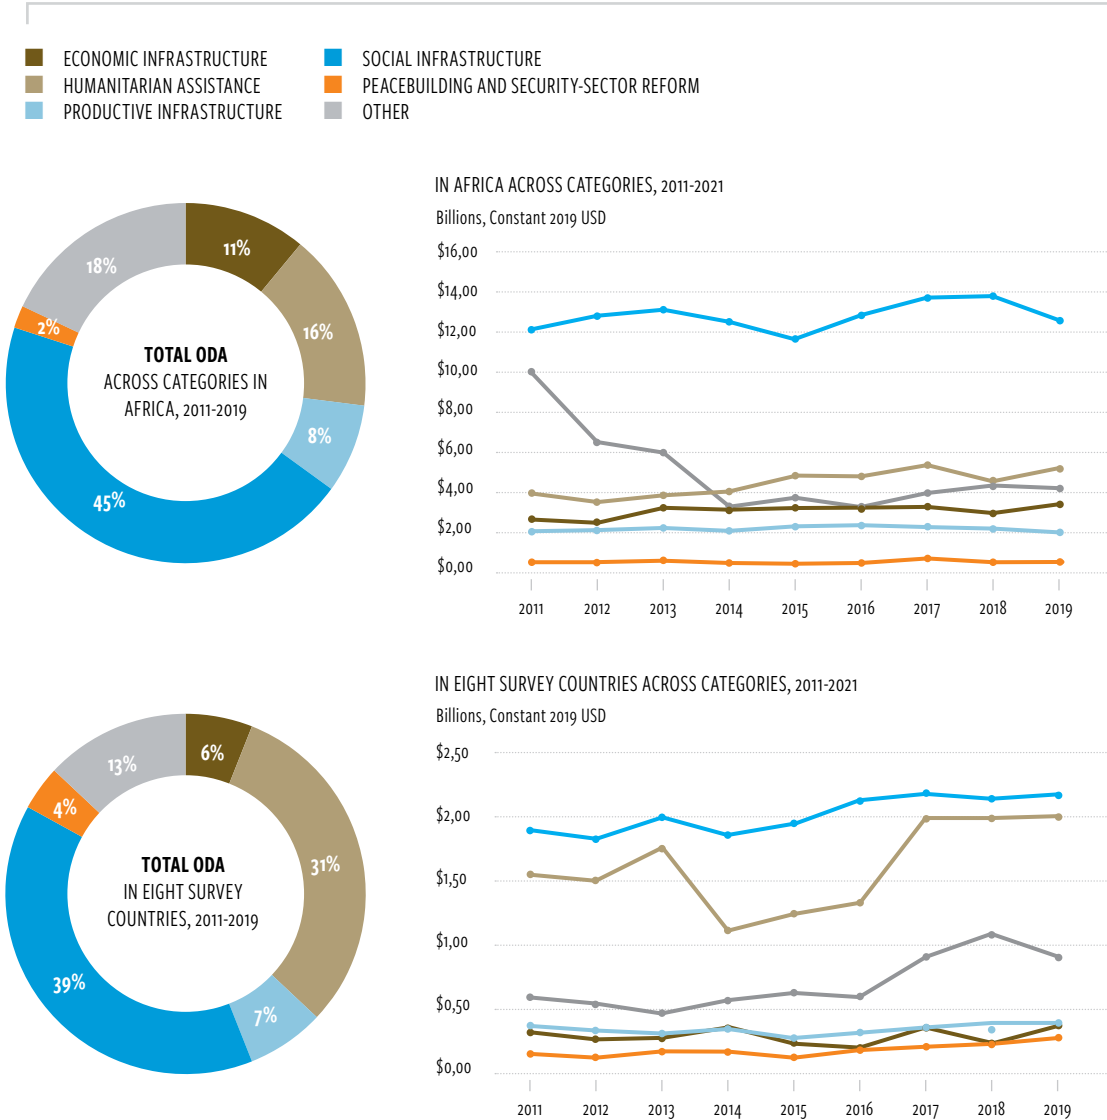 ECONOMIC INFRASTRUCTURE
HUMANITARIAN ASSISTANCE
PRODUCTIVE INFRASTRUCTURE
SOCIAL INFRASTRUCTURE
PEACEBUILDING AND SECURITY-SECTOR REFORM
OTHER
11%
16%
8%
45%
2%
18%
TOTAL ODA
ACROSS CATEGORIES IN
AFRICA, 2011-2019
IN AFRICA ACROSS CATEGORIES, 2011-2021
Billions, Constant 2019 USD
$16,00
$14,00
$12,00
$10,00
$8,00
$6,00
$4,00
$2,00
$0,00
2011 2012 2013 2014 2015 2016 2017 2018 2019
6%
31%
7%
39%
4%
13%
TOTAL ODA
IN EIGHT SURVEY
COUNTRIES, 2011-2019
IN EIGHT SURVEY COUNTRIES ACROSS CATEGORIES, 2011-2021
Billions, Constant 2019 USD
$2,50
$2,00
$1,50
$1,00
$0,50
$0,00
2011 2012 2013 2014 2015 2016 2017 2018 2019